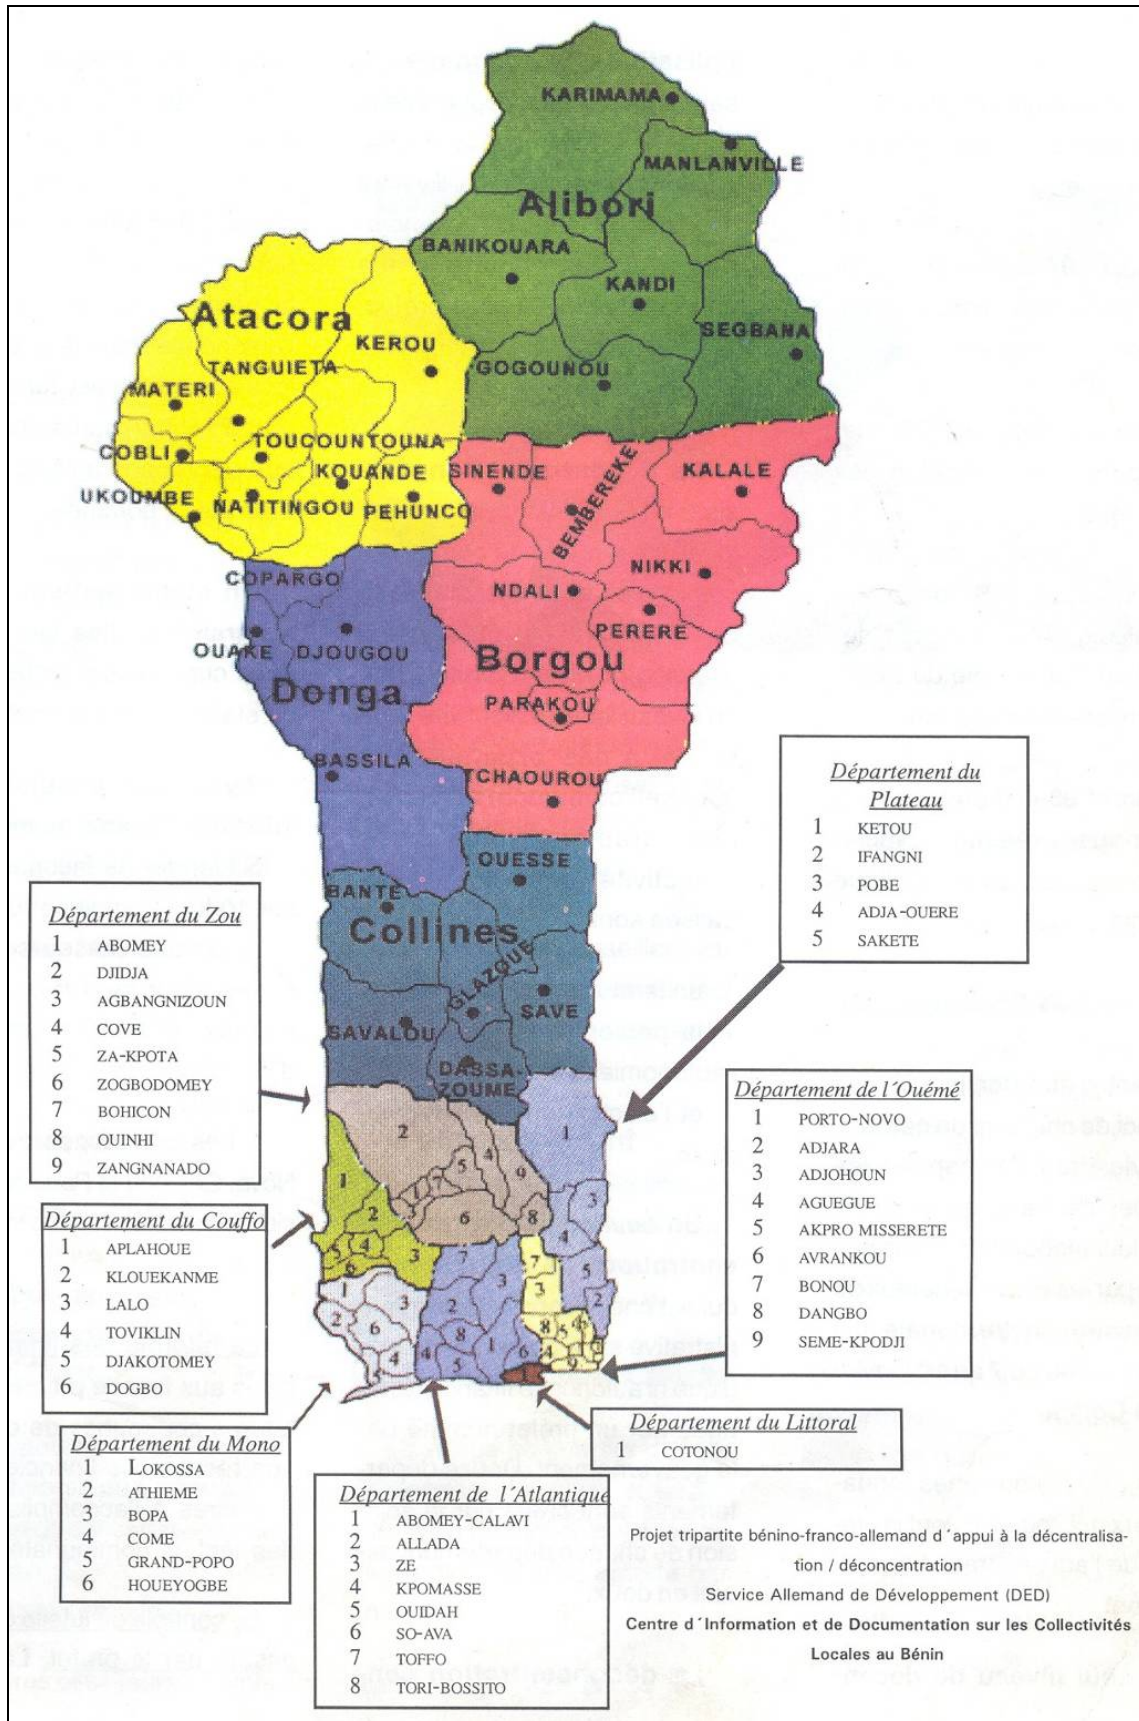 KARIMAMA
MANLANVILLE
Alibori
BANIKOUARA
KANDI
SEGBANA
GOGOUNOU
Atacora
KEROU
TANGUIETA
MATERI
TOUCOUNTOUNA
COBLI
KOUANDE
UKOUMBE
NATITINGOU
PEHUNCO
SINENDE
BEMBEREKE
KALALE
NIKKI
NDALI
PERERE
Borgou
PARAKOU
TCHAOUROU
COPARGO
OUAKE
DJOUGOU
Donga
BASSILA
OUESSE
BANTE
Collines
GLAZOUE
SAVE
SAVALOU
DASSA-
ZOUME
Département du
Plateau
1 KETOU
2 IFANGNI
3 POBE
4 ADJA-OUERE
5 SAKETE
Département du Zou
1 ABOMEY
2 DJIDJA
3 AGBANGNIZOUN
4 COVE
5 ZA-KPOTA
6 ZOGBODOMEY
7 BOHICON
8 OUINHI
9 ZANGNANADO
Département de l´Ouémé
1 PORTO-NOVO
2 ADJARA
3 ADJOHOUN
4 AGUEGUE
5 AKPRO MISSERETE
6 AVRANKOU
7 BONOU
8 DANGBO
9 SEME-KPODJI
Département du Couffo
1 APLAHOUE
2 KLOUEKANME
3 LALO
4 TOVIKLIN
5 DJAKOTOMEY
6 DOGBO
Département du Littoral
1 COTONOU
Département du Mono
1 LOKOSSA
2 ATHIEME
3 BOPA
4 COME
5 GRAND-POPO
6 HOUEYOGBE
Département de l´Atlantique
1 ABOMEY-CALAVI
2 ALLADA
3 ZE
4 KPOMASSE
5 OUIDAH
6 SO-AVA
7 TOFFO
8 TORI-BOSSITO
Projet tripartite bénino-franco-allemand d´appui à la décentralisa-
tion / déconcentration
Service Allemand de Développement (DED)
Centre d´Information et de Documentation sur les Collectivités
Locales au Bénin